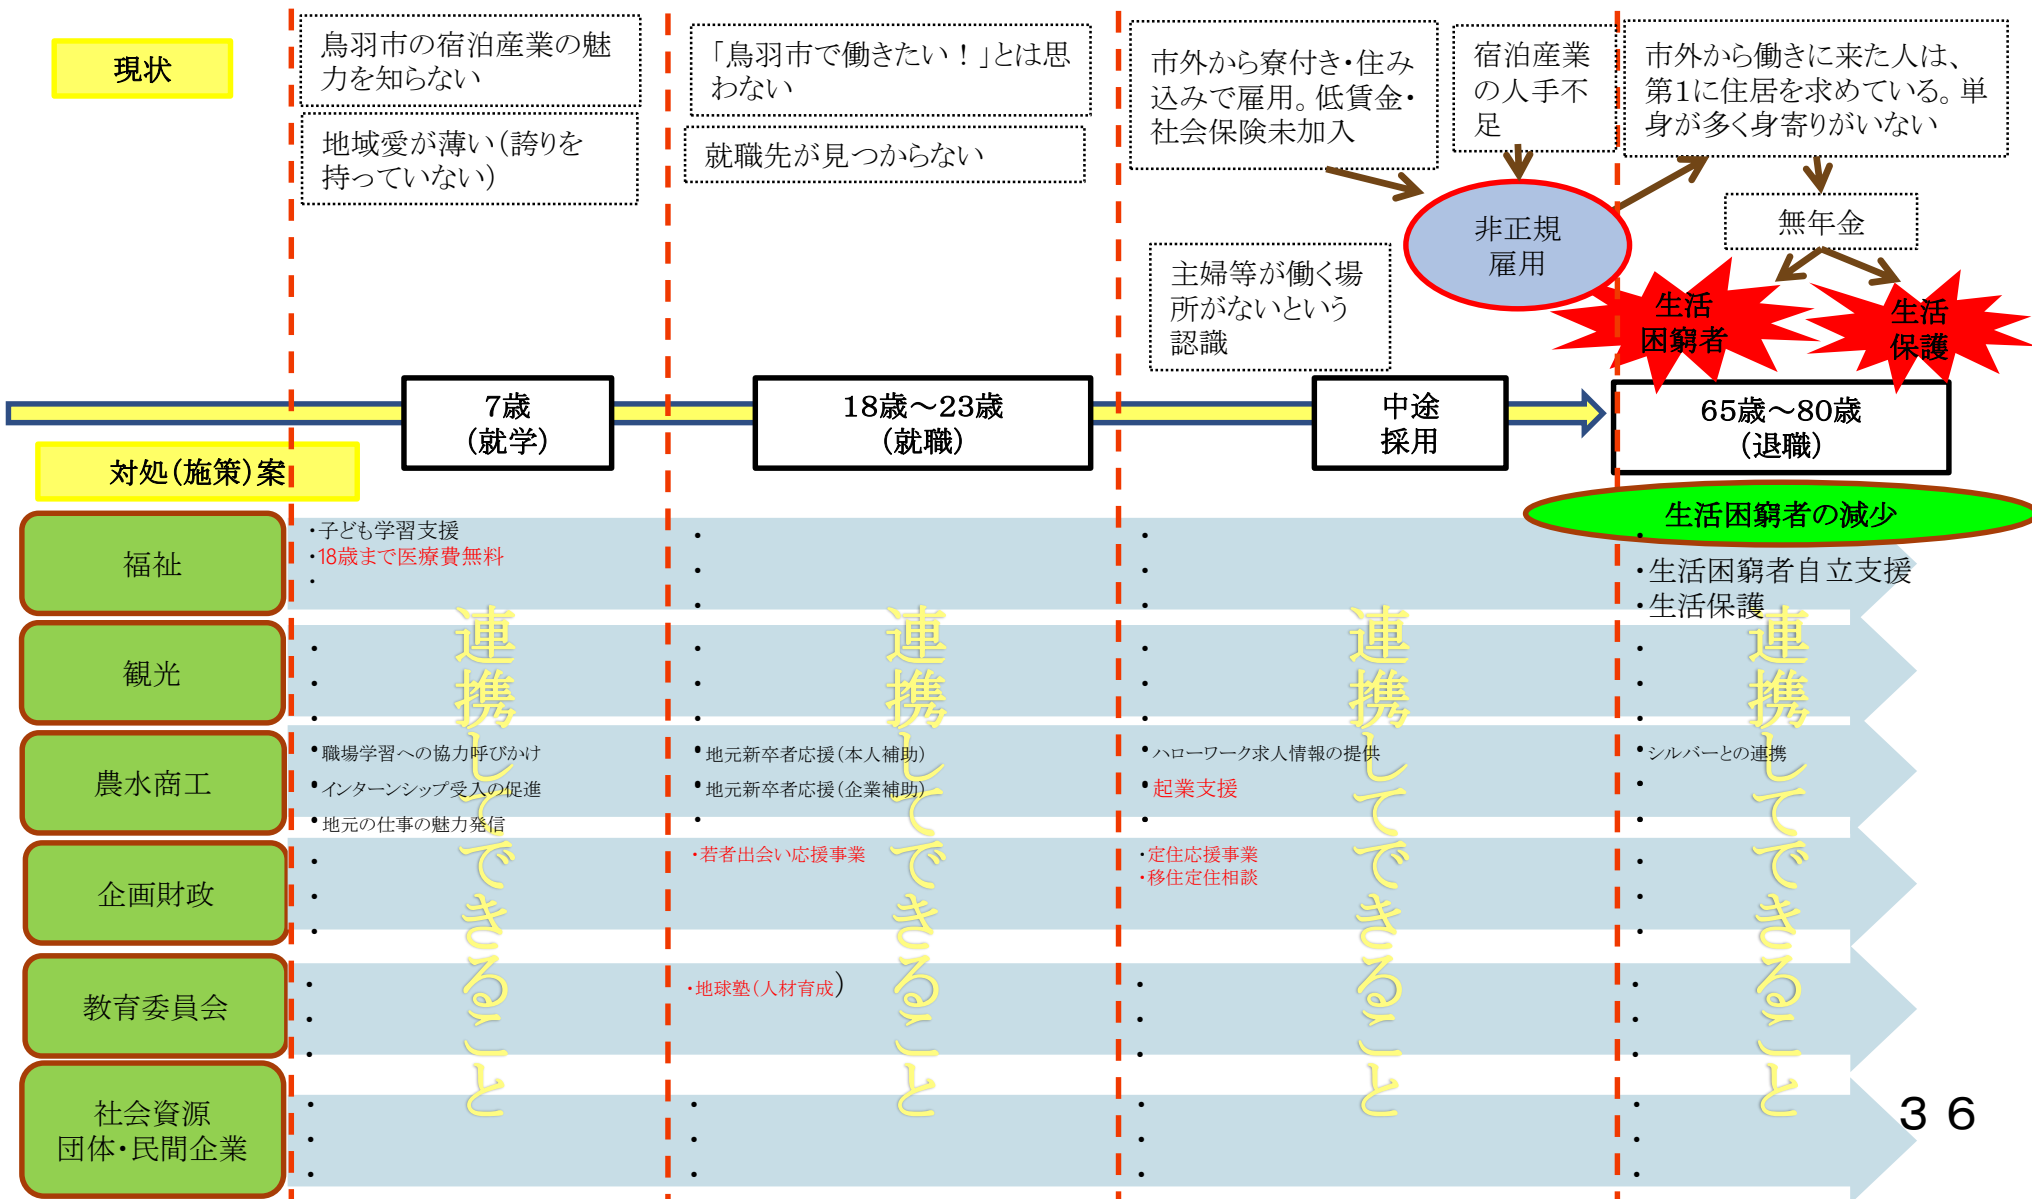 現状
鳥羽市の宿泊産業の魅
力を知らない
地域愛が薄い(誇りを
持っていない)
「鳥羽市で働きたい！」とは思
わない
就職先が見つからない
市外から寮付き・住み
込みで雇用。低賃金・
社会保険未加入
宿泊産業
の人手不
足
市外から働きに来た人は、
第1に住居を求めている。単
身が多く身寄りがいない
非正規
雇用
無年金
主婦等が働く場
所がないという
認識
生活
困窮者
生活
保護
7歳
(就学)
18歳～23歳
(就職)
中途
採用
65歳～80歳
(退職)
対処(施策)案
生活困窮者の減少
福祉
・子ども学習支援
・18歳まで医療費無料
・
・
・
・
・
・
・
・
・生活困窮者自立支援
・生活保護
観光
・
・
・
・
・
・
・
・
・
・
・
・
農水商工
・職場学習への協力呼びかけ
・インターンシップ受入の促進
・地元の仕事の魅力発信
・地元新卒者応援(本人補助)
・地元新卒者応援(企業補助)
・
・ハローワーク求人情報の提供
・起業支援
・
・シルバーとの連携
・
・
企画財政
・
・
・
・若者出会い応援事業
・定住応援事業
・移住定住相談
・
・
・
教育委員会
・
・
・
・地球塾(人材育成)
・
・
・
・
・
・
社会資源
団体・民間企業
・
・
・
・
・
・
・
・
・
・
・
・
連携してできること
連携してできること
連携してできること
連携してできること
３６